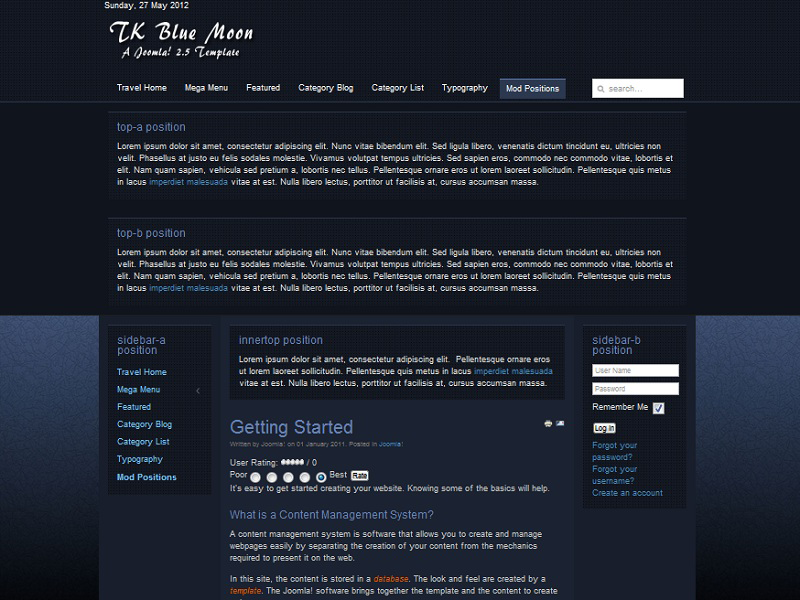 Sunday, 27 May 2012
TK Blue Moon
A Joomla! 2.5 Template
Travel Home Mega Menu Featured Category Blog Category List Typography Mod Positions search...
top-a position
Lorem ipsum dolor sit amet, consectetur adipiscing elit. Nunc vitae bibendum elit. Sed ligula libero, venenatis dictum tincidunt eu, ultricies non
velit. Phasellus at justo eu felis sodales molestie. Vivamus volutpat tempus ultricies. Sed sapien eros, commodo nec commodo vitae, lobortis et
elit. Nam quam sapien, vehicula sed pretium a, lobortis nec tellus. Pellentesque ornare eros ut lorem laoreet sollicitudin. Pellentesque quis metus
in lacus imperdiet malesuada vitae at est. Nulla libero lectus, porttitor ut facilisis at, cursus accumsan massa.
top-b position
Lorem ipsum dolor sit amet, consectetur adipiscing elit. Nunc vitae bibendum elit. Sed ligula libero, venenatis dictum tincidunt eu, ultricies non
velit. Phasellus at justo eu felis sodales molestie. Vivamus volutpat tempus ultricies. Sed sapien eros, commodo nec commodo vitae, lobortis et
elit. Nam quam sapien, vehicula sed pretium a, lobortis nec tellus. Pellentesque ornare eros ut lorem laoreet sollicitudin. Pellentesque quis metus
in lacus imperdiet malesuada vitae at est. Nulla libero lectus, porttitor ut facilisis at, cursus accumsan massa.
sidebar-a
position
Travel Home
Mega Menu
Featured
Category Blog
Category List
Typography
Mod Positions
innertop position
Lorem ipsum dolor sit amet, consectetur adipiscing elit. Pellentesque ornare eros
ut lorem laoreet sollicitudin. Pellentesque quis metus in lacus imperdiet malesuada
vitae at est. Nulla libero lectus, porttitor ut facilisis at, cursus accumsan massa.
Getting Started
Written by Joomla! on 01 January 2011. Posted in Joomla!
User Rating: / 0
Poor Best Rate
It's easy to get started creating your website. Knowing some of the basics will help.
What is a Content Management System?
A content management system is software that allows you to create and manage
webpages easily by separating the creation of your content from the mechanics
required to present it on the web.
In this site, the content is stored in a database. The look and feel are created by a
template. The Joomla! software brings together the template and the content to create
sidebar-b
position
User Name
Password
Remember Me
Log in
Forgot your
password?
Forgot your
username?
Create an account